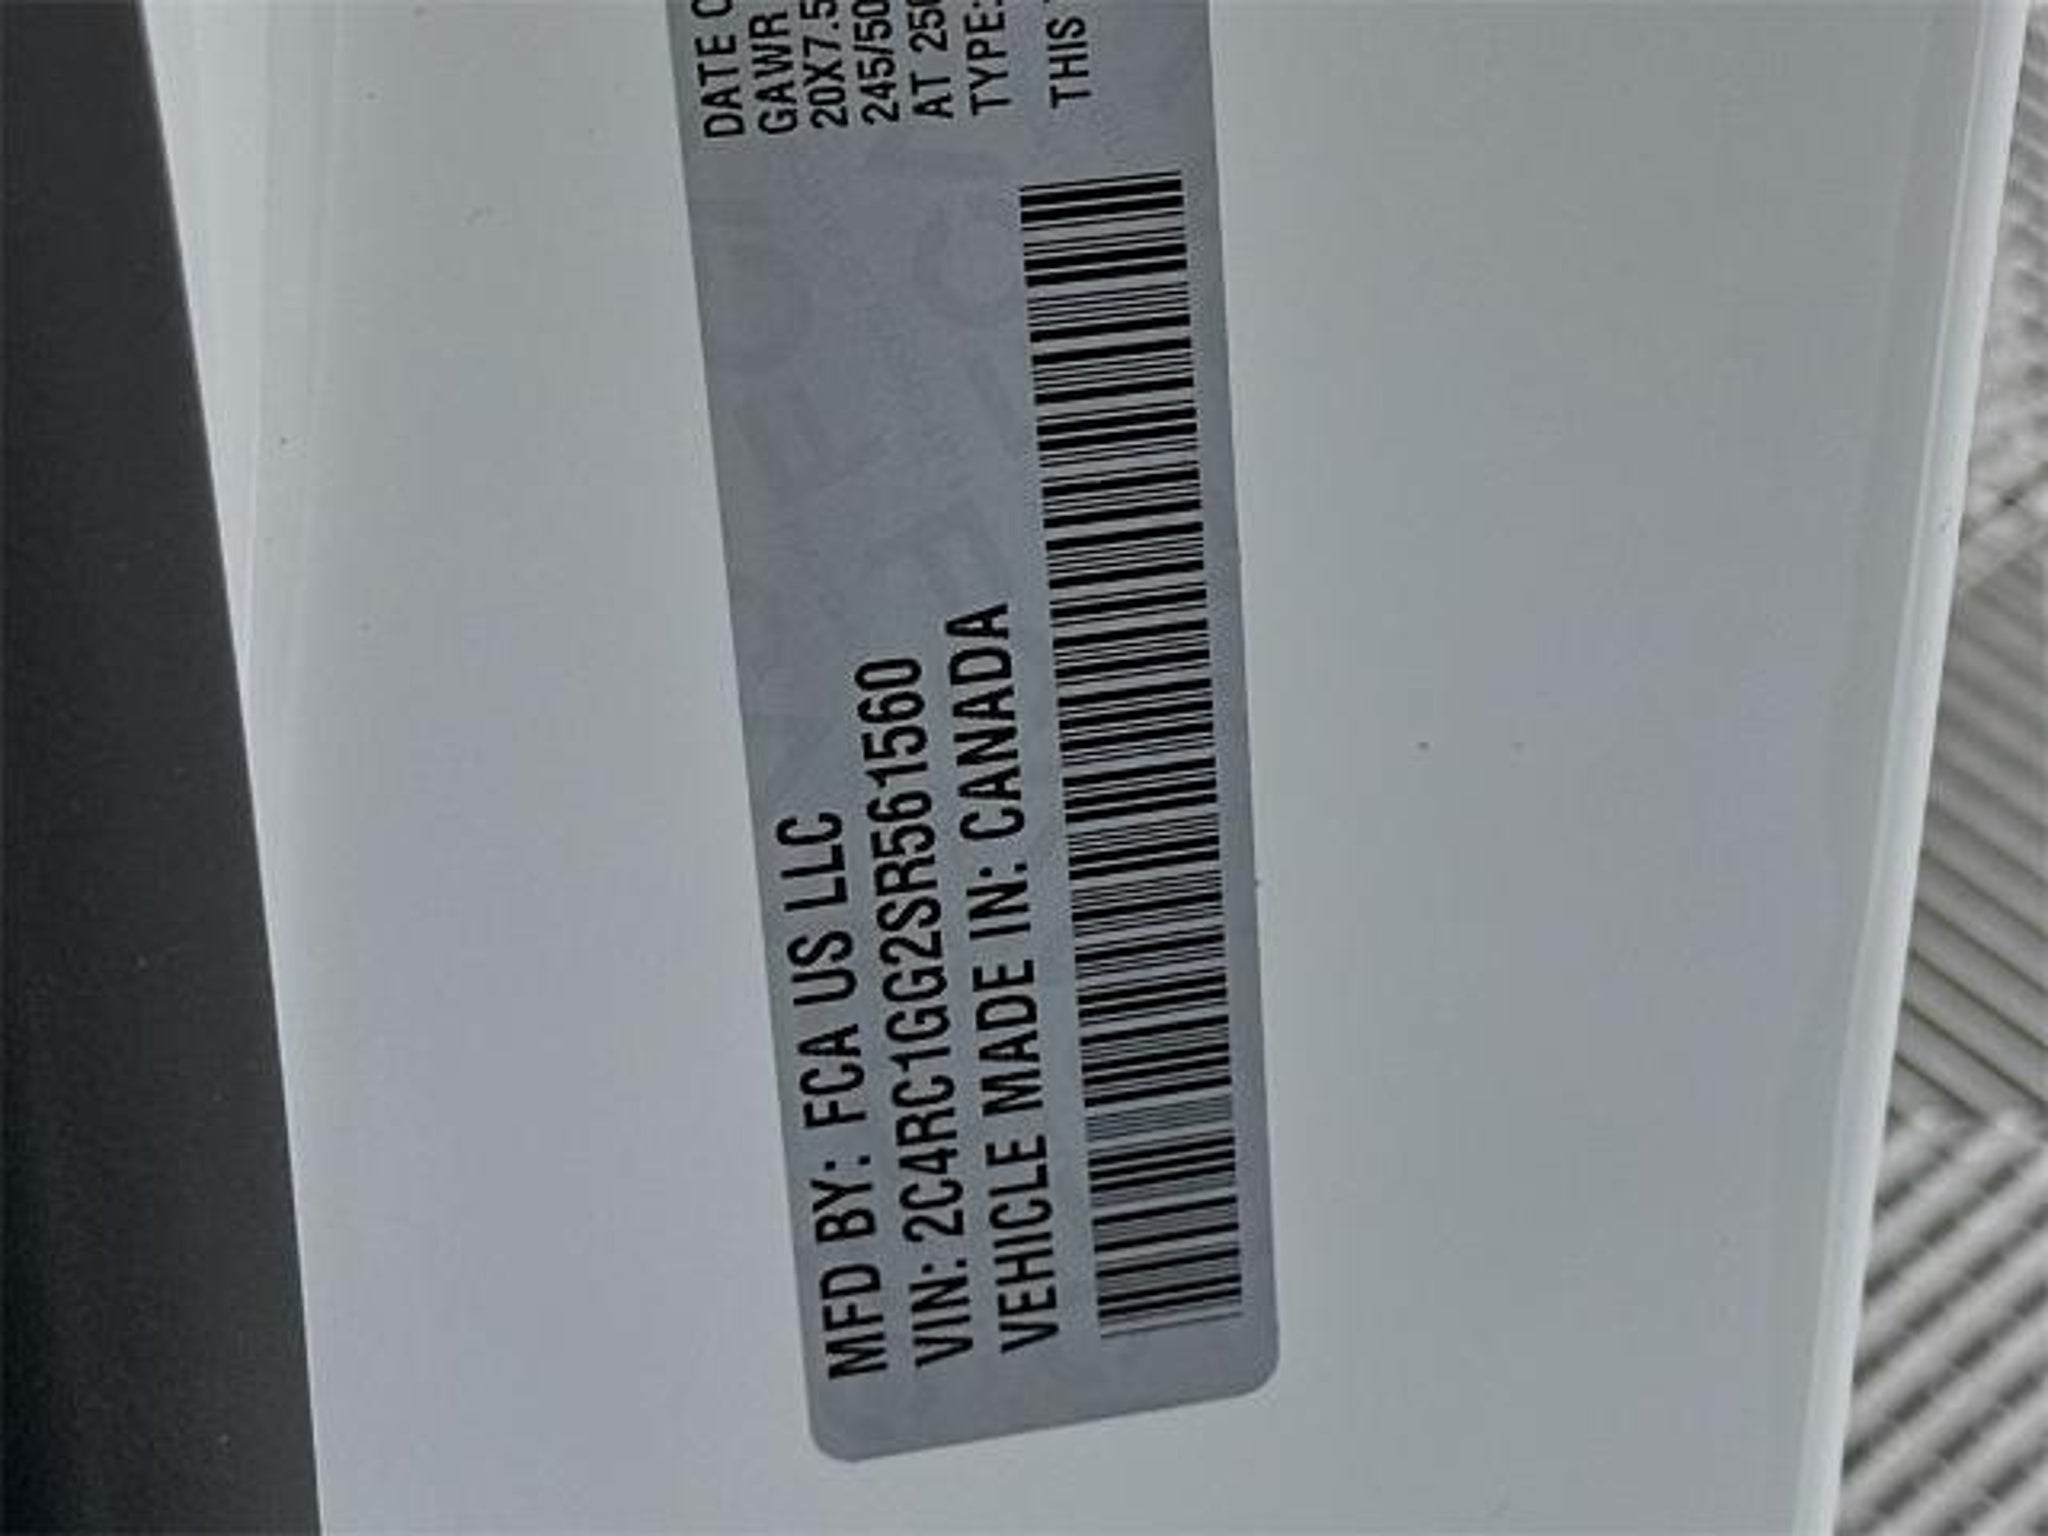 MFD BY: FCA US LLC
VIN: 2C4RC1GG2SR561560
VEHICLE MADE IN: CANADA
DATE
GAWR
20X7.5
245/50
AT 250
TYPE:
THIS